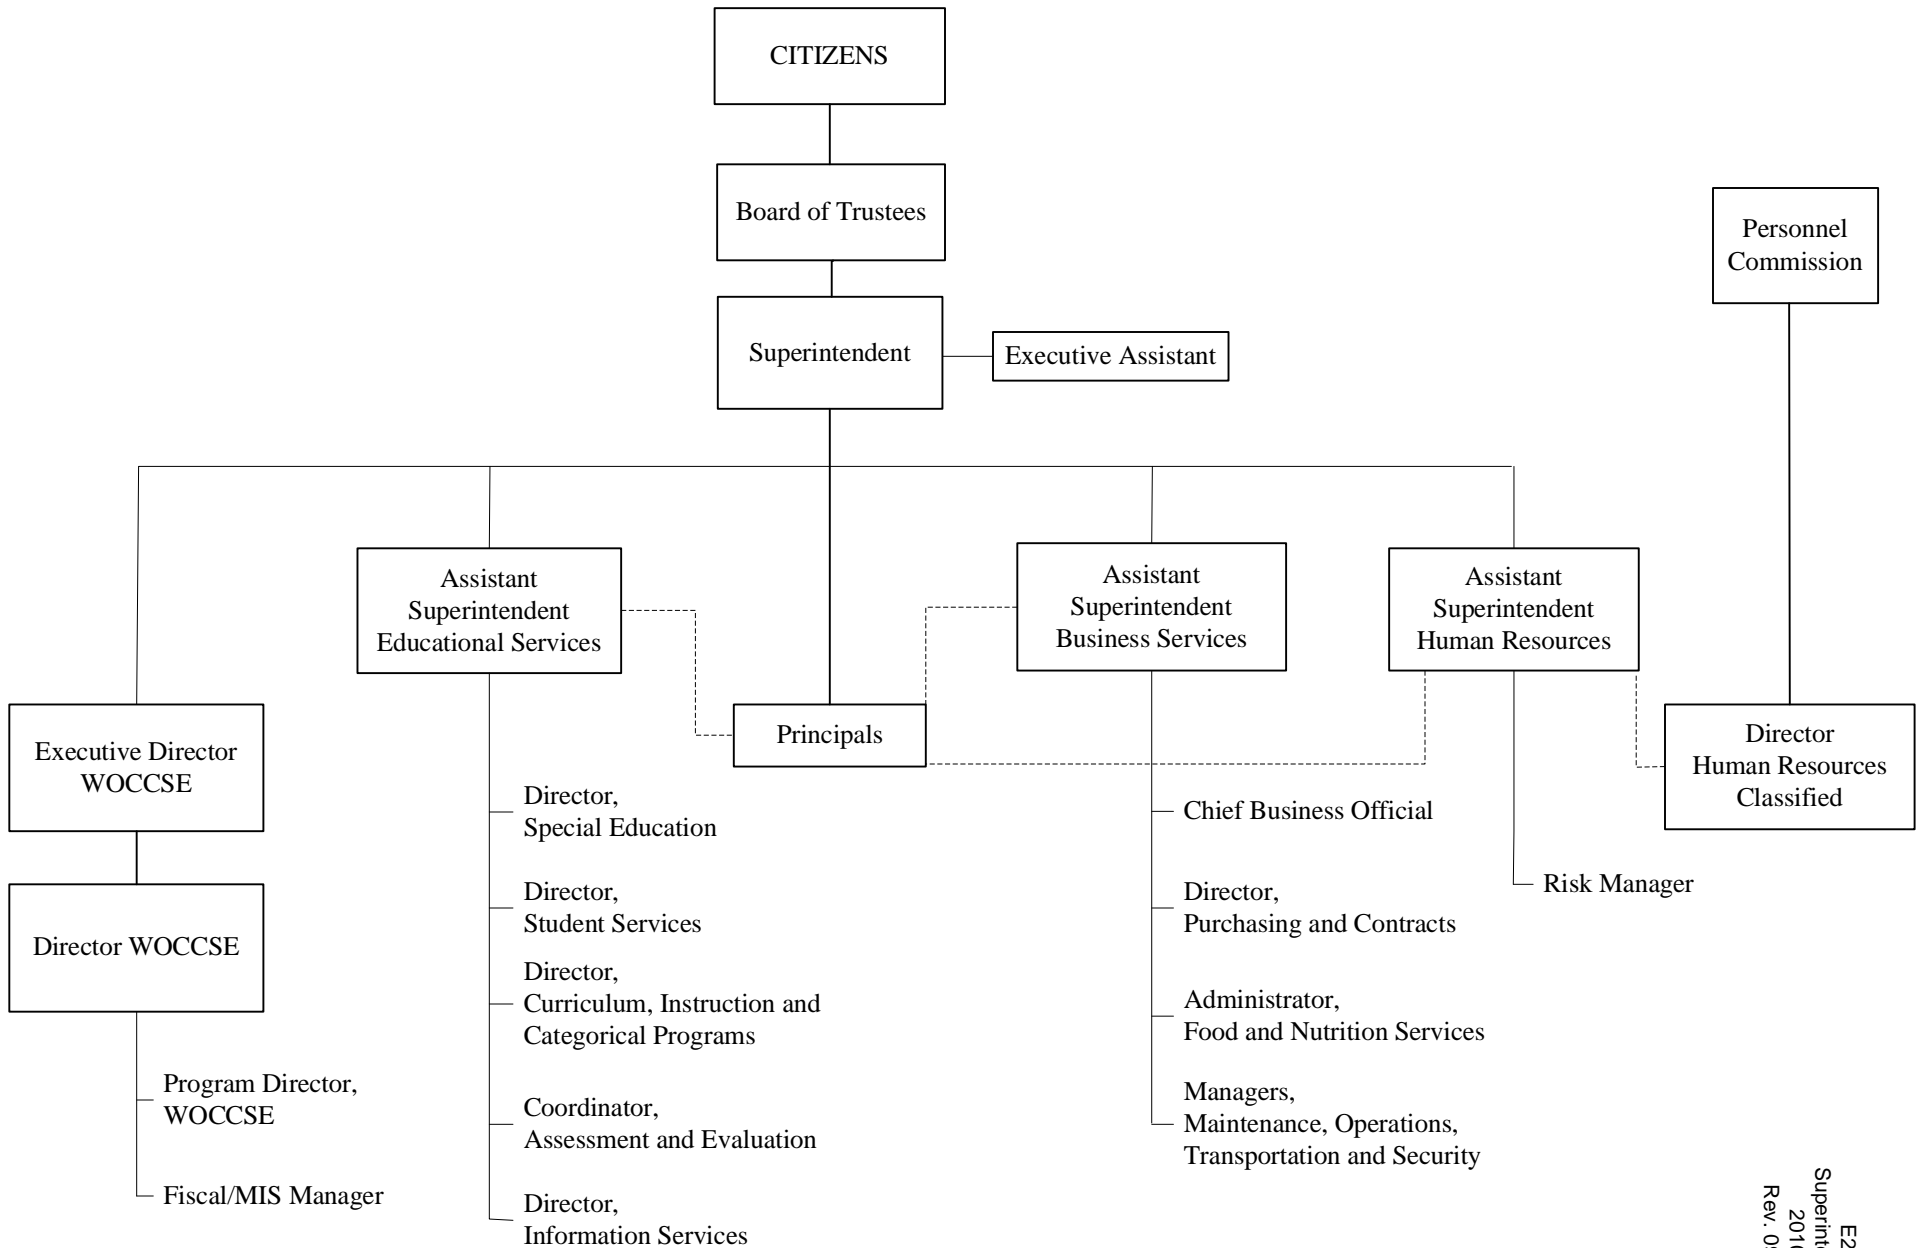 CITIZENS
Board of Trustees
Personnel
Commission
Superintendent
Executive Assistant
Assistant
Superintendent
Educational Services
Assistant
Superintendent
Business Services
Assistant
Superintendent
Human Resources
Executive Director
WOCCSE
Principals
Director
Human Resources
Classified
Director WOCCSE
Program Director,
WOCCSE
Fiscal/MIS Manager
Director,
Special Education
Director,
Student Services
Director,
Curriculum, Instruction and
Categorical Programs
Coordinator,
Assessment and Evaluation
Director,
Information Services
Chief Business Official
Director,
Purchasing and Contracts
Administrator,
Food and Nutrition Services
Managers,
Maintenance, Operations,
Transportation and Security
Risk Manager
Rev.